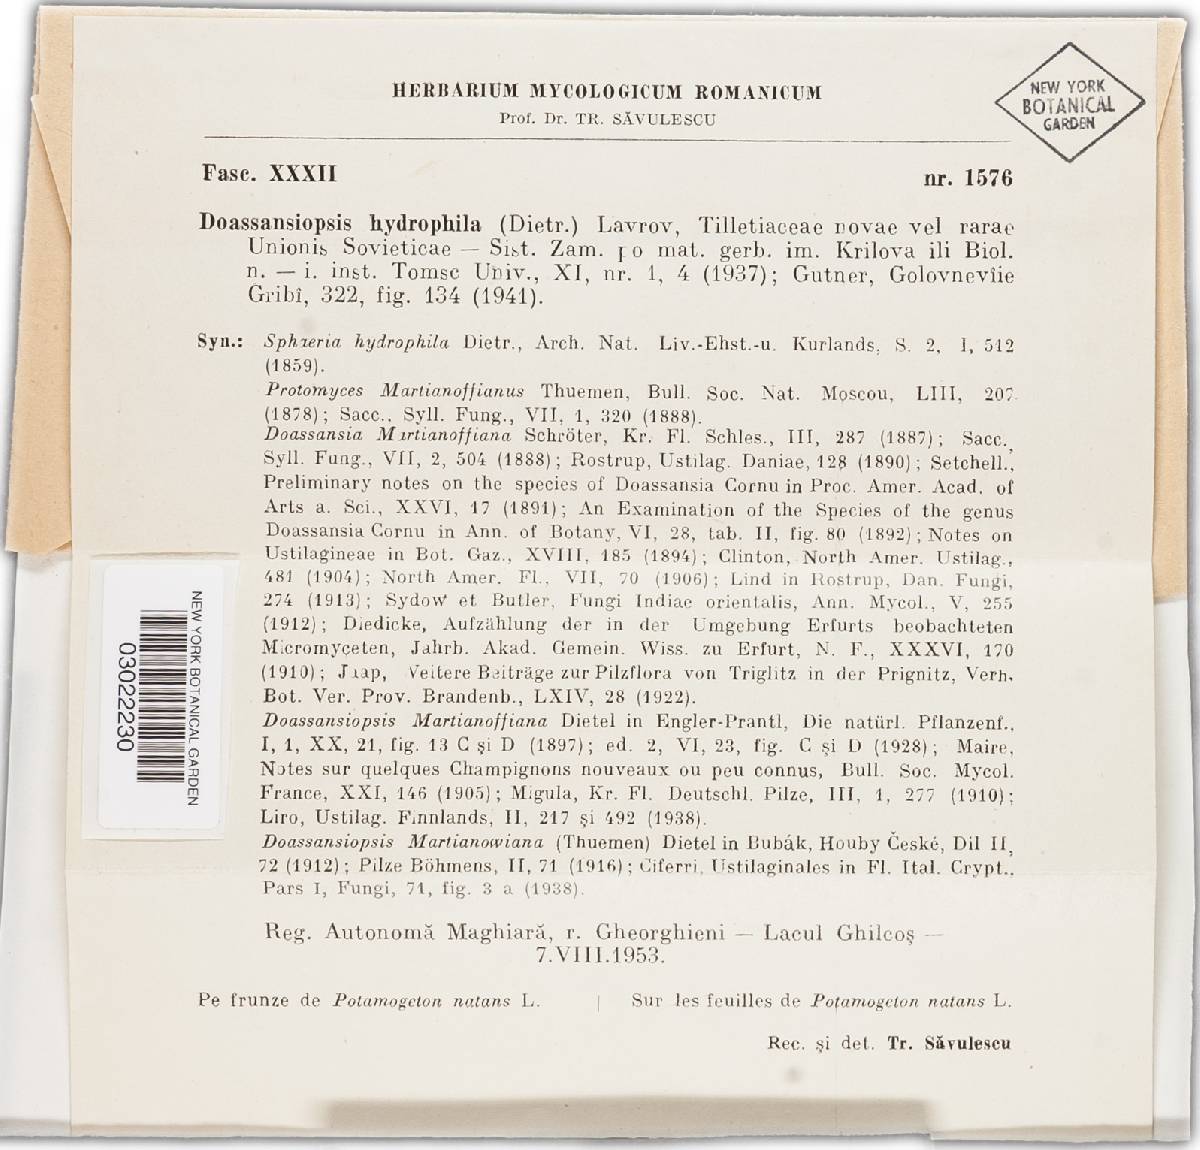 HERBARIUM MYCOLOGICUM ROMANICUM
Prof. Dr. TR. SĂVULESCU
NEW YORK
BOTANICAL
GARDEN
Fasc. XXXII nr. 1576
Doassansiopsis hydrophila (Dietr.) Lavrov, Tilletiaceae novae vel rarae
Unionis Sovieticae — Sist. Zam. po mat. gerb. im. Krilova ili Biol.
n. — i. inst. Tomsc Univ., XI, nr. 1, 4 (1937); Gutner, Golovnevîie
Gribî, 322, fig. 134 (1941).
Syn.: Sphaeria hydrophila Dietr., Arch. Nat. Liv.-Ehst.-u. Kurlands, S. 2, I, 512
(1859).
Protomyces Martianoffianus Thuemen, Bull. Soc. Nat. Moscou, LIII, 207
(1878); Sacc., Syll. Fung., VII, 1, 320 (1888).
Doassansia Martianoffiana Schröter, Kr. Fl. Schles., III, 287 (1887); Sacc.,
Syll. Fung., VII, 2, 504 (1888); Rostrup, Ustilag. Daniae, 128 (1890); Setchell.,
Preliminary notes on the species of Doassansia Cornu in Proc. Amer. Acad. of
Arts a. Sci., XXVI, 17 (1891); An Examination of the Species of the genus
Doassansia Cornu in Ann. of Botany, VI, 28, tab. II, fig. 80 (1892); Notes on
Ustilagineae in Bot. Gaz., XVIII, 185 (1894); Clinton, North Amer. Ustilag.,
481 (1904); North Amer. Fl., VII, 70 (1906); Lind in Rostrup, Dan. Fungi,
274 (1913); Sydow et Butler, Fungi Indiae orientalis, Ann. Mycol., V, 255
(1912); Diedicke, Aufzählung der in der Umgebung Erfurts beobachteten
Micromyceten, Jahrb. Akad. Gemein. Wiss. zu Erfurt, N. F., XXXVI, 170
(1910); Jaap, Veitere Beiträge zur Pilzflora von Triglitz in der Prignitz, Verh.
Bot. Ver. Prov. Brandenb., LXIV, 28 (1922).
Doassansiopsis Martianoffiana Dietel in Engler-Prantl, Die natürl. Pflanzenf.,
I, 1, XX, 21, fig. 13 C și D (1897); ed. 2, VI, 23, fig. C și D (1928); Maire,
Notes sur quelques Champignons nouveaux ou peu connus, Bull. Soc. Mycol.
France, XXI, 146 (1905); Migula, Kr. Fl. Deutschl. Pilze, III, 1, 277 (1910);
Liro, Ustilag. Finnlands, II, 217 și 492 (1938).
Doassansiopsis Martianowiana (Thuemen) Dietel in Bubák, Houby České, Dil II,
72 (1912); Pilze Böhmens, II, 71 (1916); Ciferri, Ustilaginales in Fl. Ital. Crypt.,
Pars I, Fungi, 71, fig. 3 a (1938).
Reg. Autonomă Maghiară, r. Gheorghieni — Lacul Ghilcoș —
7.VIII.1953.
Pe frunze de Potamogeton natans L. | Sur les feuilles de Potamogeton natans L.
Rec. și det. Tr. Săvulescu
NEW YORK BOTANICAL GARDEN
03022230